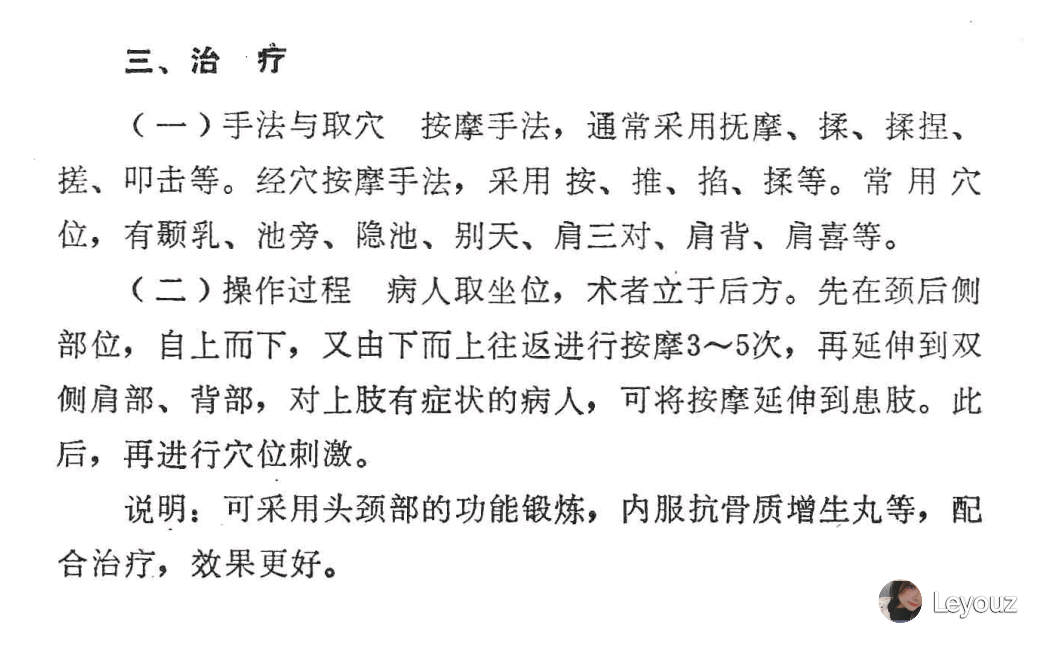 三、治 疗
（一）手法与取穴 按摩手法，通常采用抚摩、揉、揉捏、
搓、叩击等。经穴按摩手法，采用按、推、掐、揉等。常用穴
位，有颞乳、池旁、隐池、别天、肩三对、肩背、肩喜等。
（二）操作过程 病人取坐位，术者立于后方。先在颈后侧
部位，自上而下，又由下而上往返进行按摩3～5次，再延伸到双
侧肩部、背部，对上肢有症状的病人，可将按摩延伸到患肢。此
后，再进行穴位刺激。
说明：可采用头颈部的功能锻炼，内服抗骨质增生丸等，配
合治疗，效果更好。
Leyouz